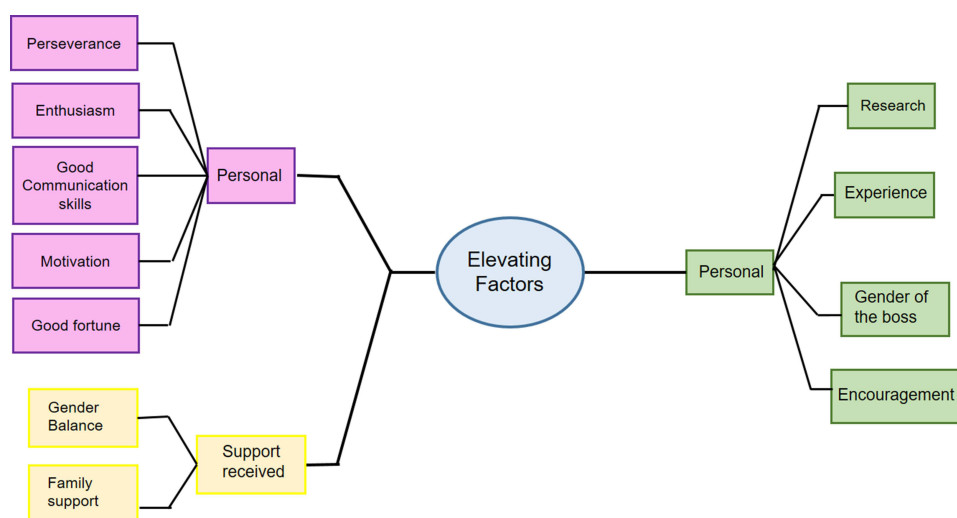 Perseverance
Enthusiasm
Good
Communication
skills
Motivation
Good fortune
Personal
Gender
Balance
Family
support
Support
received
Elevating
Factors
Personal
Research
Experience
Gender of
the boss
Encouragement